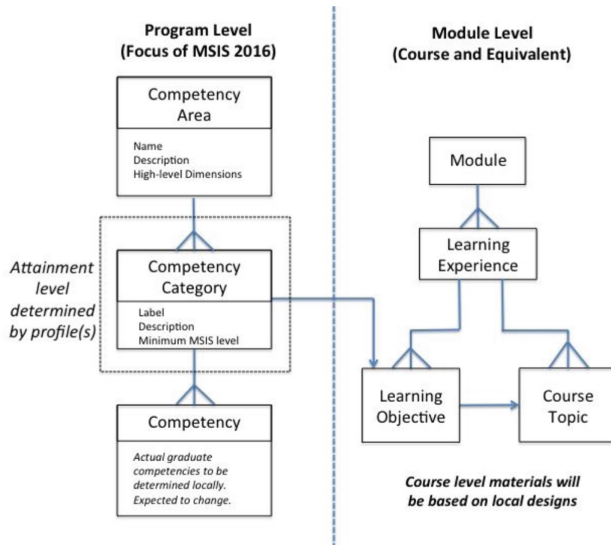 Program Level
(Focus of MSIS 2016)
Module Level
(Course and Equivalent)
Competency
Area
Name
Description
High-level Dimensions
Attainment
level
determined
by profile(s)
Competency
Category
Label
Description
Minimum MSIS level
Competency
Actual graduate
competencies to be
determined locally.
Expected to change.
Module
Learning
Experience
Learning
Objective
Course
Topic
Course level materials will
be based on local designs